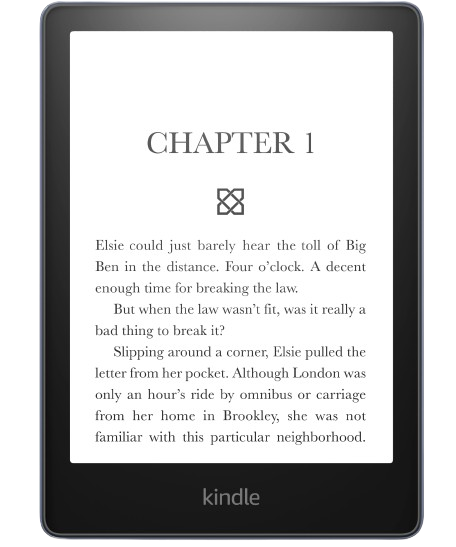 CHAPTER 1
Elsie could just barely hear the toll of Big
Ben in the distance. Four o’clock. A decent
enough time for breaking the law.
But when the law wasn’t fit, was it really a
bad thing to break it?
Slipping around a corner, Elsie pulled the
letter from her pocket. Although London was
only an hour’s ride by omnibus or carriage
from her home in Brookley, she was not
familiar with this particular neighborhood.
kindle